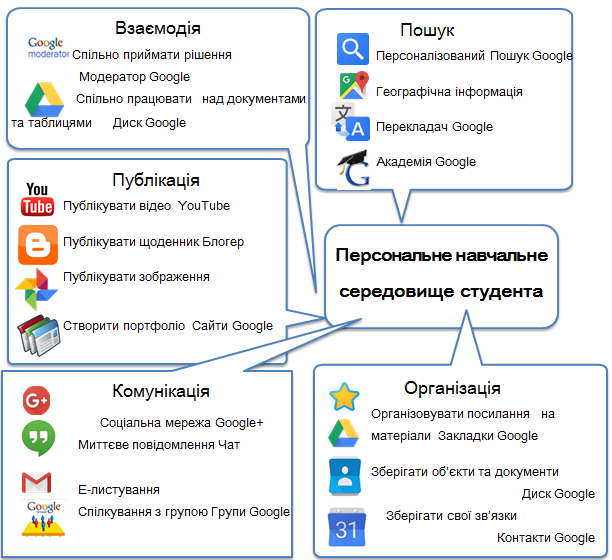 Взаємодія
Google
moderator
Спільно приймати рішення
Модератор Google
Спільно працювати над документами
та таблицями Диск Google
Пошук
Персоналізований Пошук Google
Географічна інформація
Перекладач Google
Академія Google
Публікація
You
Tube
Публікувати відео YouTube
Публікувати щоденник Блогер
Публікувати зображення
Створити портфоліо Сайти Google
Персональне навчальне
середовище студента
Комунікація
Соціальна мережа Google+
Миттєве повідомлення Чат
Е-листування
Google
Спілкування з групою Групи Google
Організація
Організовувати посилання на
матеріали Закладки Google
Зберігати об'єкти та документи
Диск Google
31
Зберігати свої зв'язки
Контакти Google